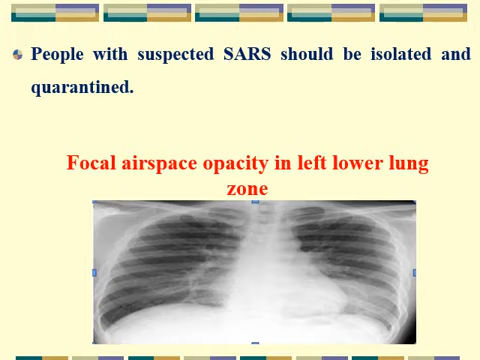 People with suspected SARS should be isolated and
quarantined.
Focal airspace opacity in left lower lung
zone